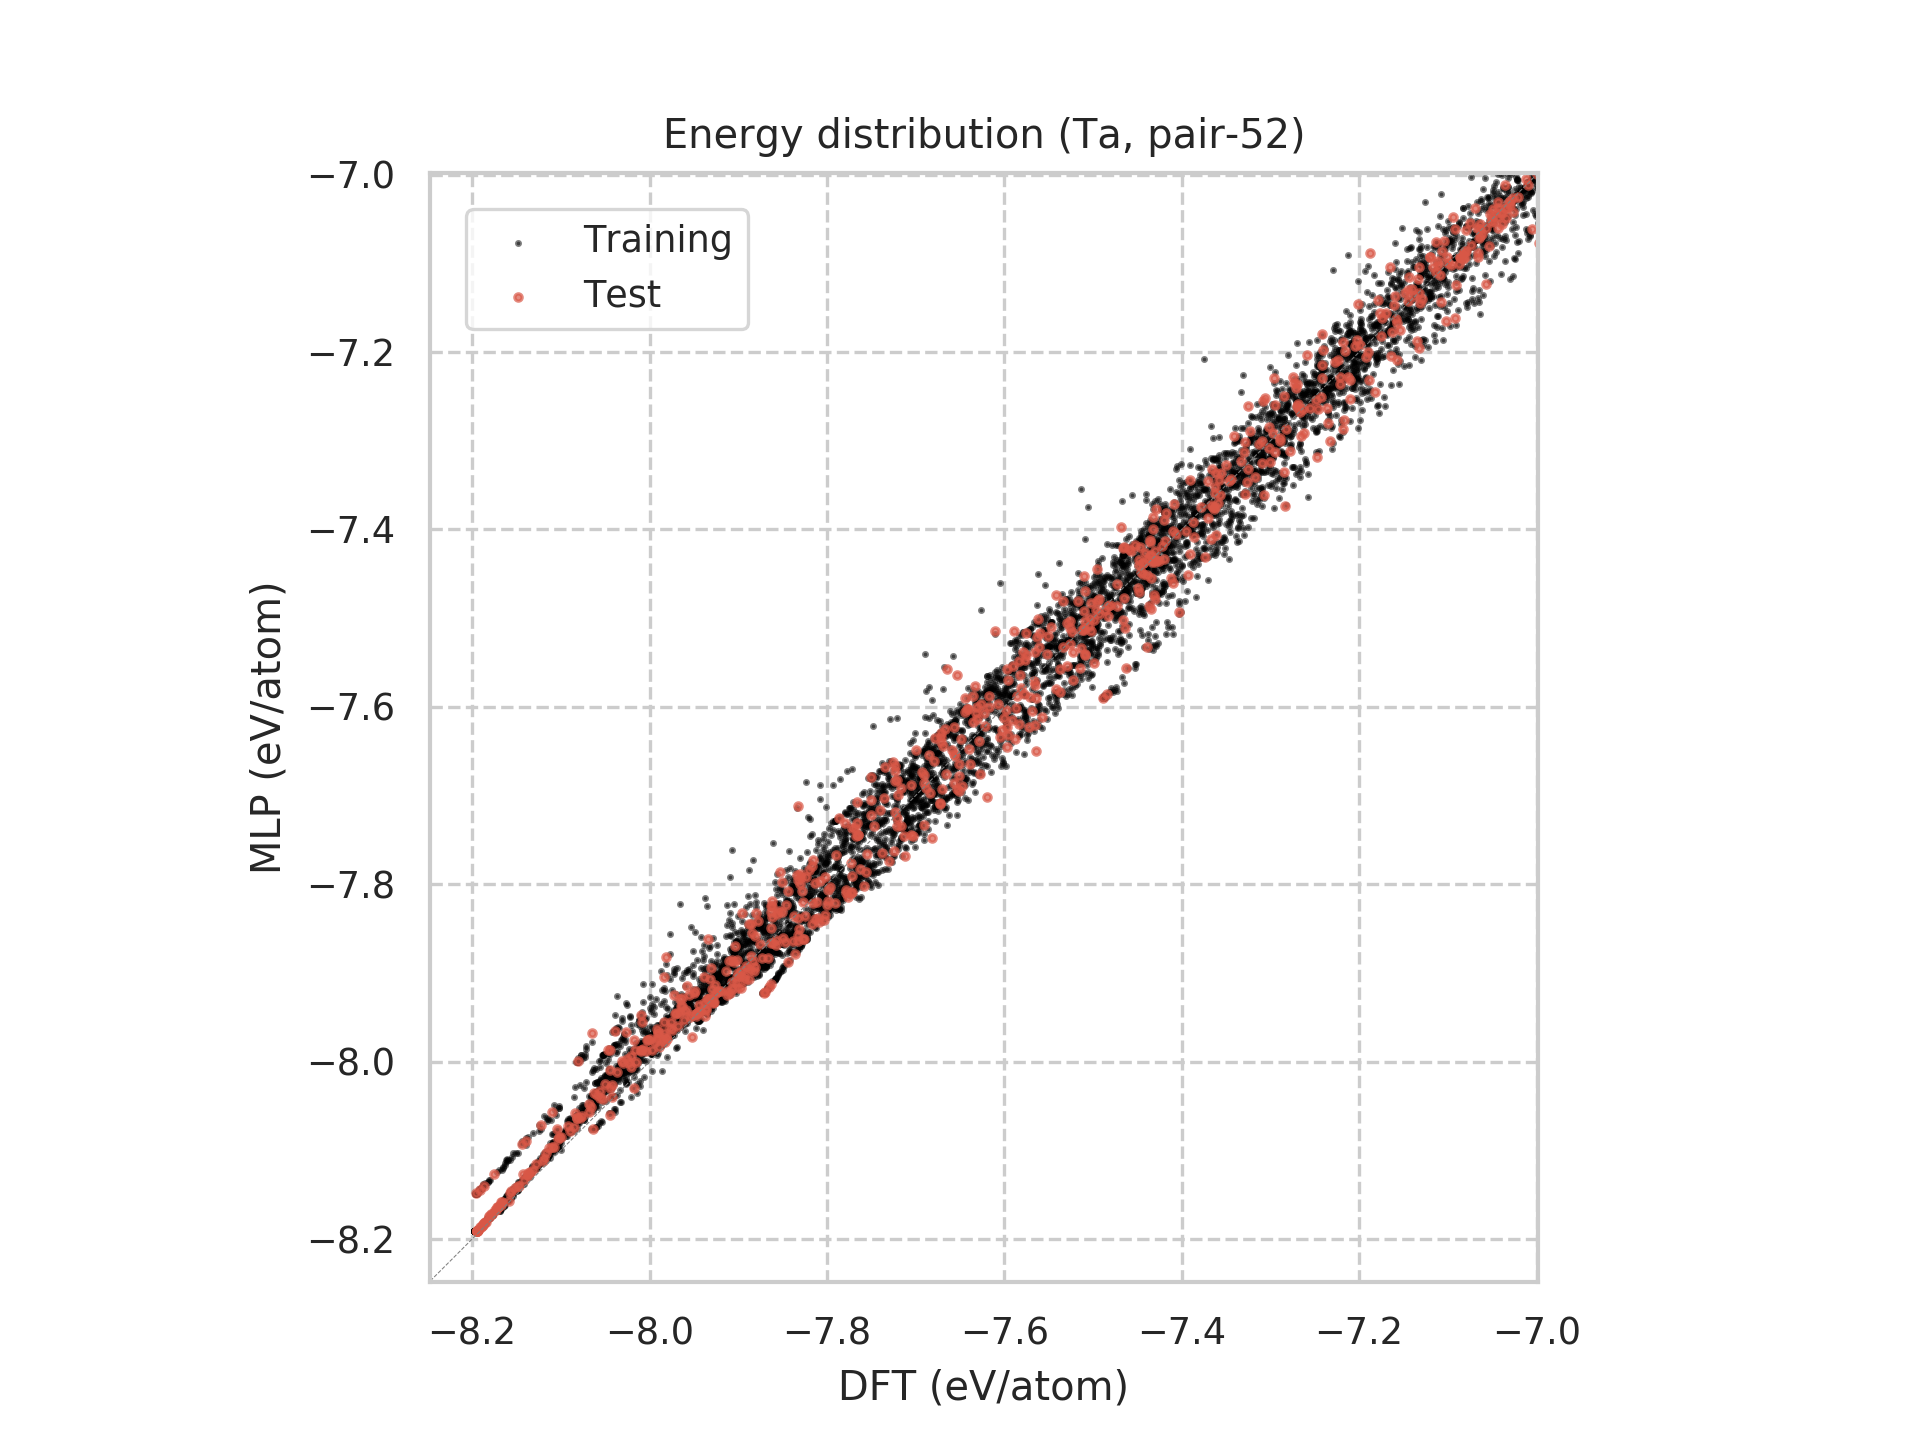 Energy distribution (Ta, pair-52)
−7.0
−7.2
−7.4
−7.6
−7.8
−8.0
−8.2
MLP (eV/atom)
Training
Test
−8.2 −8.0 −7.8 −7.6 −7.4 −7.2 −7.0
DFT (eV/atom)